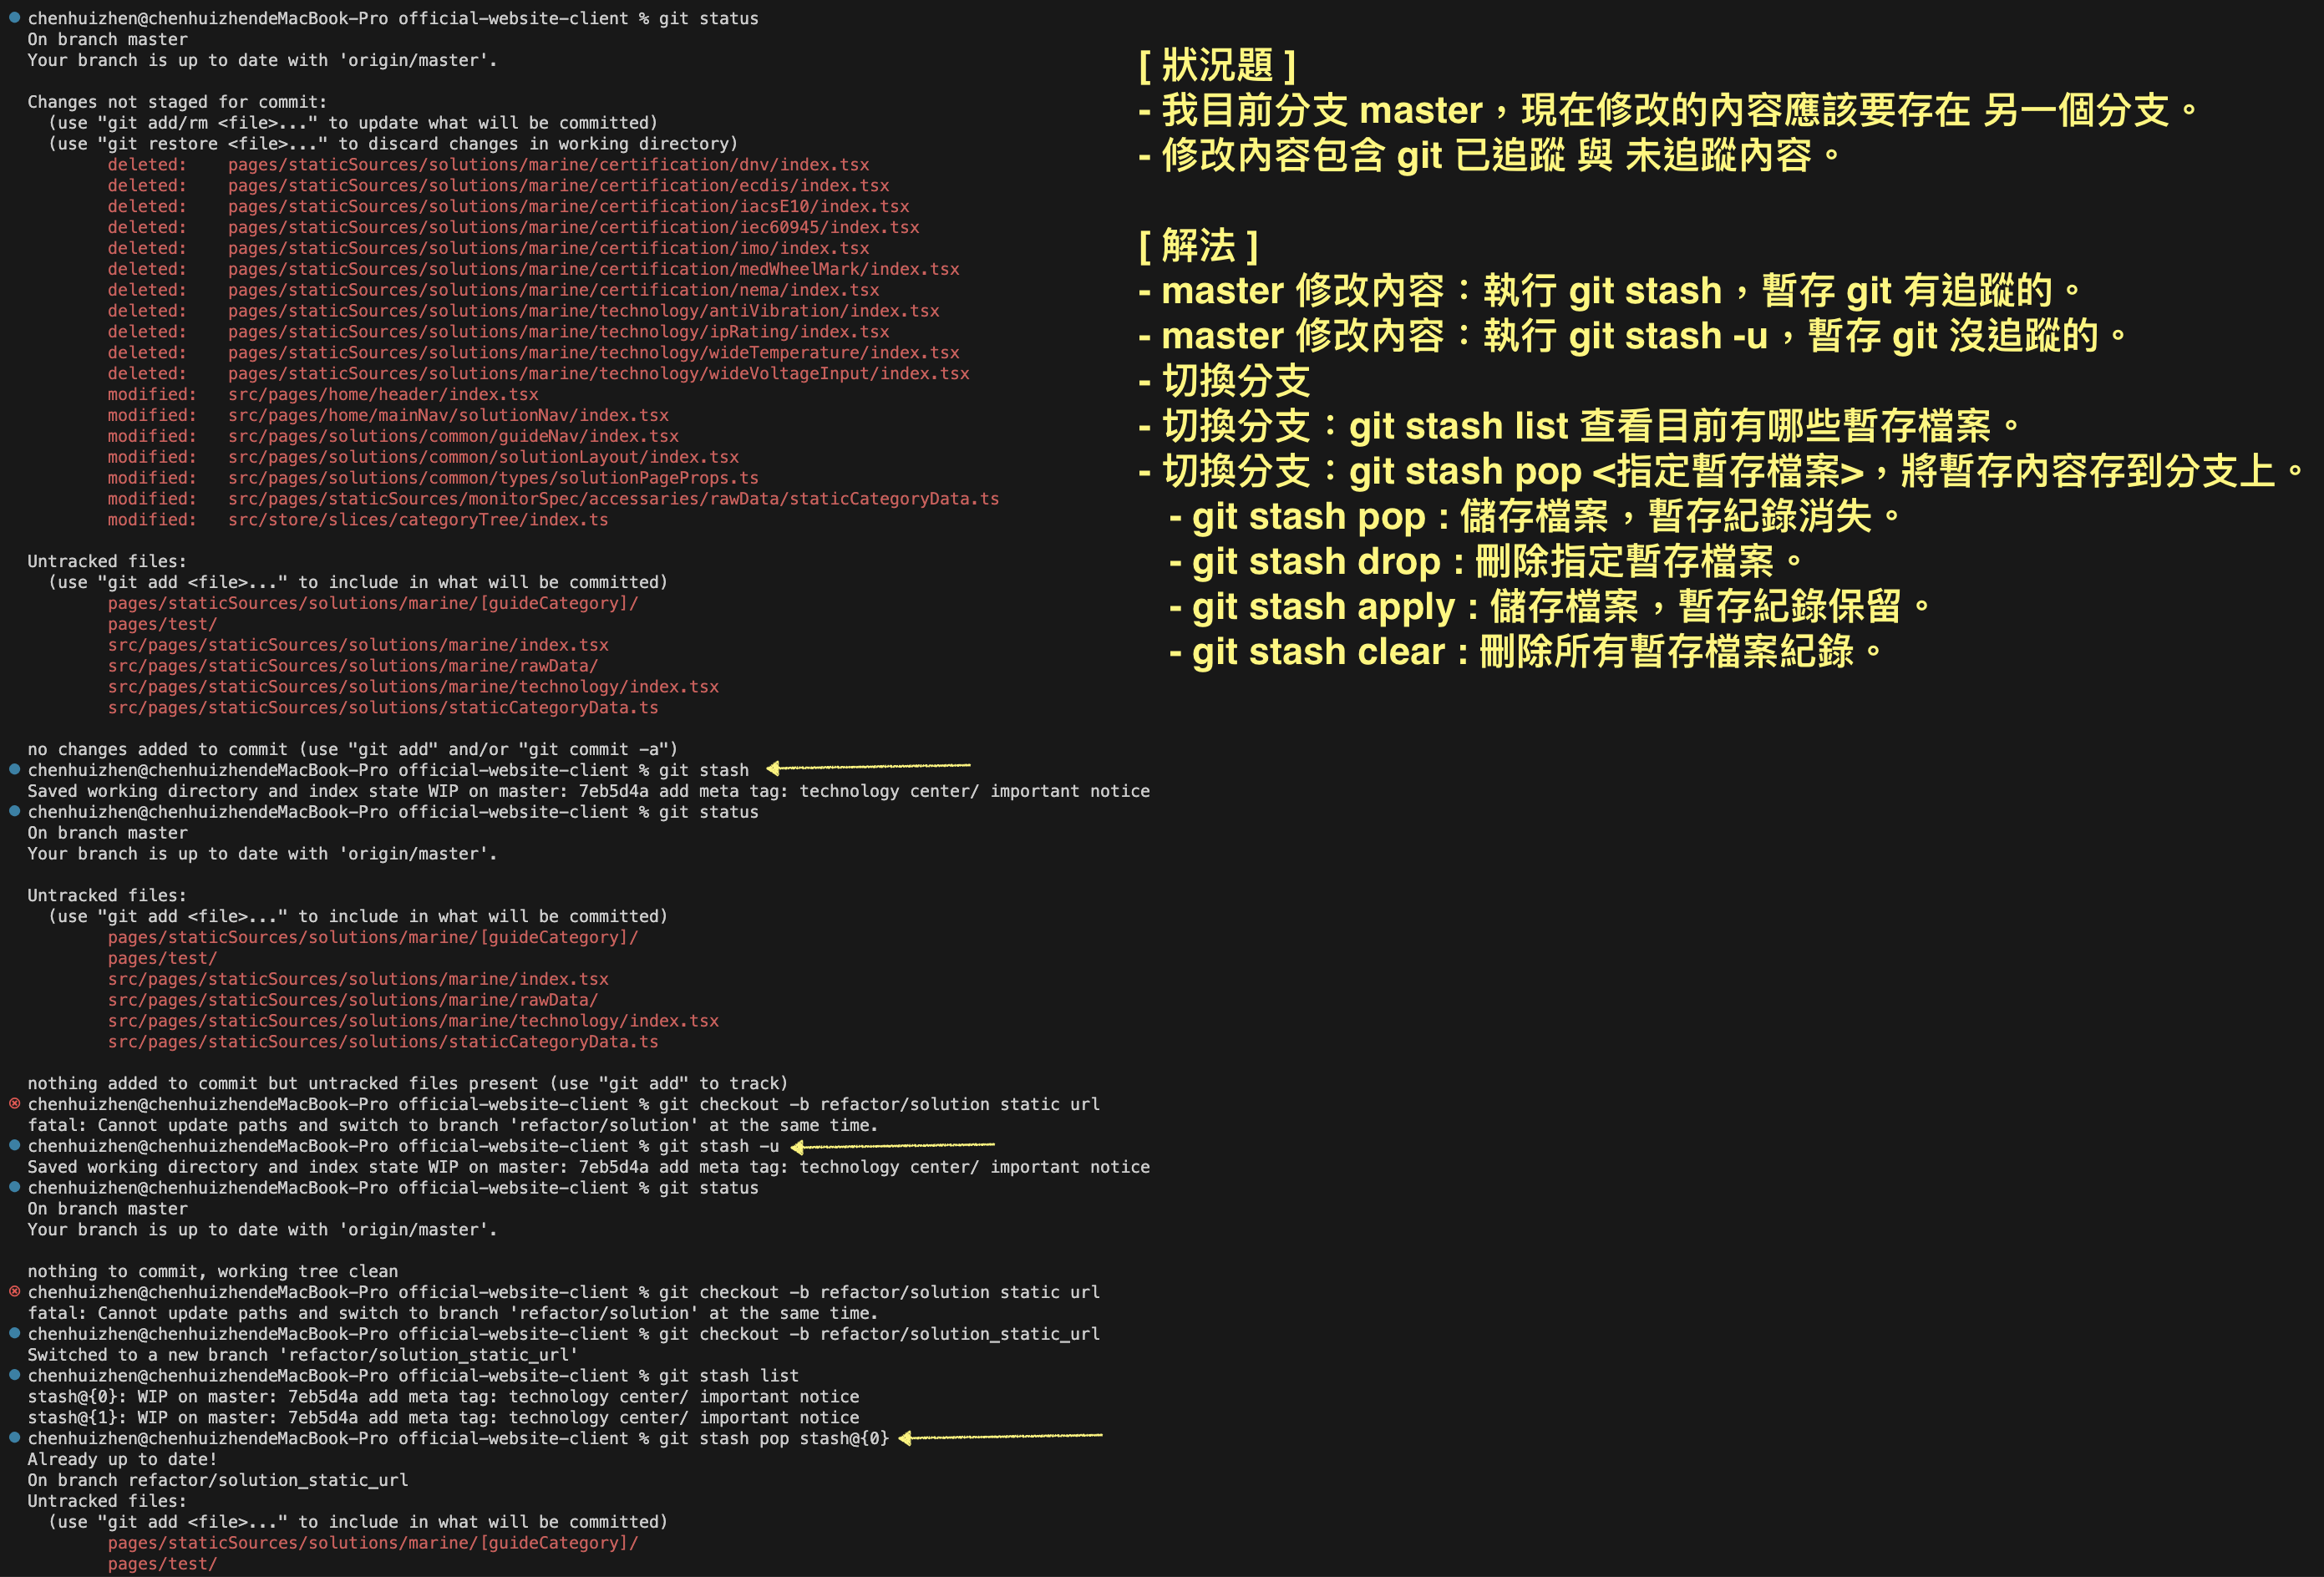 chenhuizhen@chenhuizhendeMacBook-Pro official-website-client % git status
On branch master
Your branch is up to date with 'origin/master'.
Changes not staged for commit:
(use "git add/rm <file>..." to update what will be committed)
(use "git restore <file>..." to discard changes in working directory)
deleted: pages/staticSources/solutions/marine/certification/dnv/index.tsx
deleted: pages/staticSources/solutions/marine/certification/ecdis/index.tsx
deleted: pages/staticSources/solutions/marine/certification/iacsE10/index.tsx
deleted: pages/staticSources/solutions/marine/certification/iec60945/index.tsx
deleted: pages/staticSources/solutions/marine/certification/imo/index.tsx
deleted: pages/staticSources/solutions/marine/certification/medWheelMark/index.tsx
deleted: pages/staticSources/solutions/marine/certification/nema/index.tsx
deleted: pages/staticSources/solutions/marine/technology/antiVibration/index.tsx
deleted: pages/staticSources/solutions/marine/technology/ipRating/index.tsx
deleted: pages/staticSources/solutions/marine/technology/wideTemperature/index.tsx
deleted: pages/staticSources/solutions/marine/technology/wideVoltageInput/index.tsx
modified: src/pages/home/header/index.tsx
modified: src/pages/home/mainNav/solutionNav/index.tsx
modified: src/pages/solutions/common/guideNav/index.tsx
modified: src/pages/solutions/common/solutionLayout/index.tsx
modified: src/pages/solutions/common/types/solutionPageProps.ts
modified: src/pages/staticSources/monitorSpec/accessaries/rawData/staticCategoryData.ts
modified: src/store/slices/categoryTree/index.ts
Untracked files:
(use "git add <file>..." to include in what will be committed)
pages/staticSources/solutions/marine/[guideCategory]/
pages/test/
src/pages/staticSources/solutions/marine/index.tsx
src/pages/staticSources/solutions/marine/rawData/
src/pages/staticSources/solutions/marine/technology/index.tsx
src/pages/staticSources/solutions/staticCategoryData.ts
no changes added to commit (use "git add" and/or "git commit -a")
chenhuizhen@chenhuizhendeMacBook-Pro official-website-client % git stash
Saved working directory and index state WIP on master: 7eb5d4a add meta tag: technology center/ important notice
chenhuizhen@chenhuizhendeMacBook-Pro official-website-client % git status
On branch master
Your branch is up to date with 'origin/master'.
Untracked files:
(use "git add <file>..." to include in what will be committed)
pages/staticSources/solutions/marine/[guideCategory]/
pages/test/
src/pages/staticSources/solutions/marine/index.tsx
src/pages/staticSources/solutions/marine/rawData/
src/pages/staticSources/solutions/marine/technology/index.tsx
src/pages/staticSources/solutions/staticCategoryData.ts
nothing added to commit but untracked files present (use "git add" to track)
chenhuizhen@chenhuizhendeMacBook-Pro official-website-client % git checkout -b refactor/solution static url
fatal: Cannot update paths and switch to branch 'refactor/solution' at the same time.
chenhuizhen@chenhuizhendeMacBook-Pro official-website-client % git stash -u
Saved working directory and index state WIP on master: 7eb5d4a add meta tag: technology center/ important notice
chenhuizhen@chenhuizhendeMacBook-Pro official-website-client % git status
On branch master
Your branch is up to date with 'origin/master'.
nothing to commit, working tree clean
chenhuizhen@chenhuizhendeMacBook-Pro official-website-client % git checkout -b refactor/solution static url
fatal: Cannot update paths and switch to branch 'refactor/solution' at the same time.
chenhuizhen@chenhuizhendeMacBook-Pro official-website-client % git checkout -b refactor/solution_static_url
Switched to a new branch 'refactor/solution_static_url'
chenhuizhen@chenhuizhendeMacBook-Pro official-website-client % git stash list
stash@{0}: WIP on master: 7eb5d4a add meta tag: technology center/ important notice
stash@{1}: WIP on master: 7eb5d4a add meta tag: technology center/ important notice
chenhuizhen@chenhuizhendeMacBook-Pro official-website-client % git stash pop stash@{0}
Already up to date!
On branch refactor/solution_static_url
Untracked files:
(use "git add <file>..." to include in what will be committed)
pages/staticSources/solutions/marine/[guideCategory]/
pages/test/
[ 狀況題 ]
- 我目前分支 master，現在修改的內容應該要存在 另一個分支。
- 修改內容包含 git 已追蹤 與 未追蹤內容。
[ 解法 ]
- master 修改內容：執行 git stash，暫存 git 有追蹤的。
- master 修改內容：執行 git stash -u，暫存 git 沒追蹤的。
- 切換分支
- 切換分支：git stash list 查看目前有哪些暫存檔案。
- 切換分支：git stash pop <指定暫存檔案>，將暫存內容存到分支上。
- git stash pop : 儲存檔案，暫存紀錄消失。
- git stash drop : 刪除指定暫存檔案。
- git stash apply : 儲存檔案，暫存紀錄保留。
- git stash clear : 刪除所有暫存檔案紀錄。